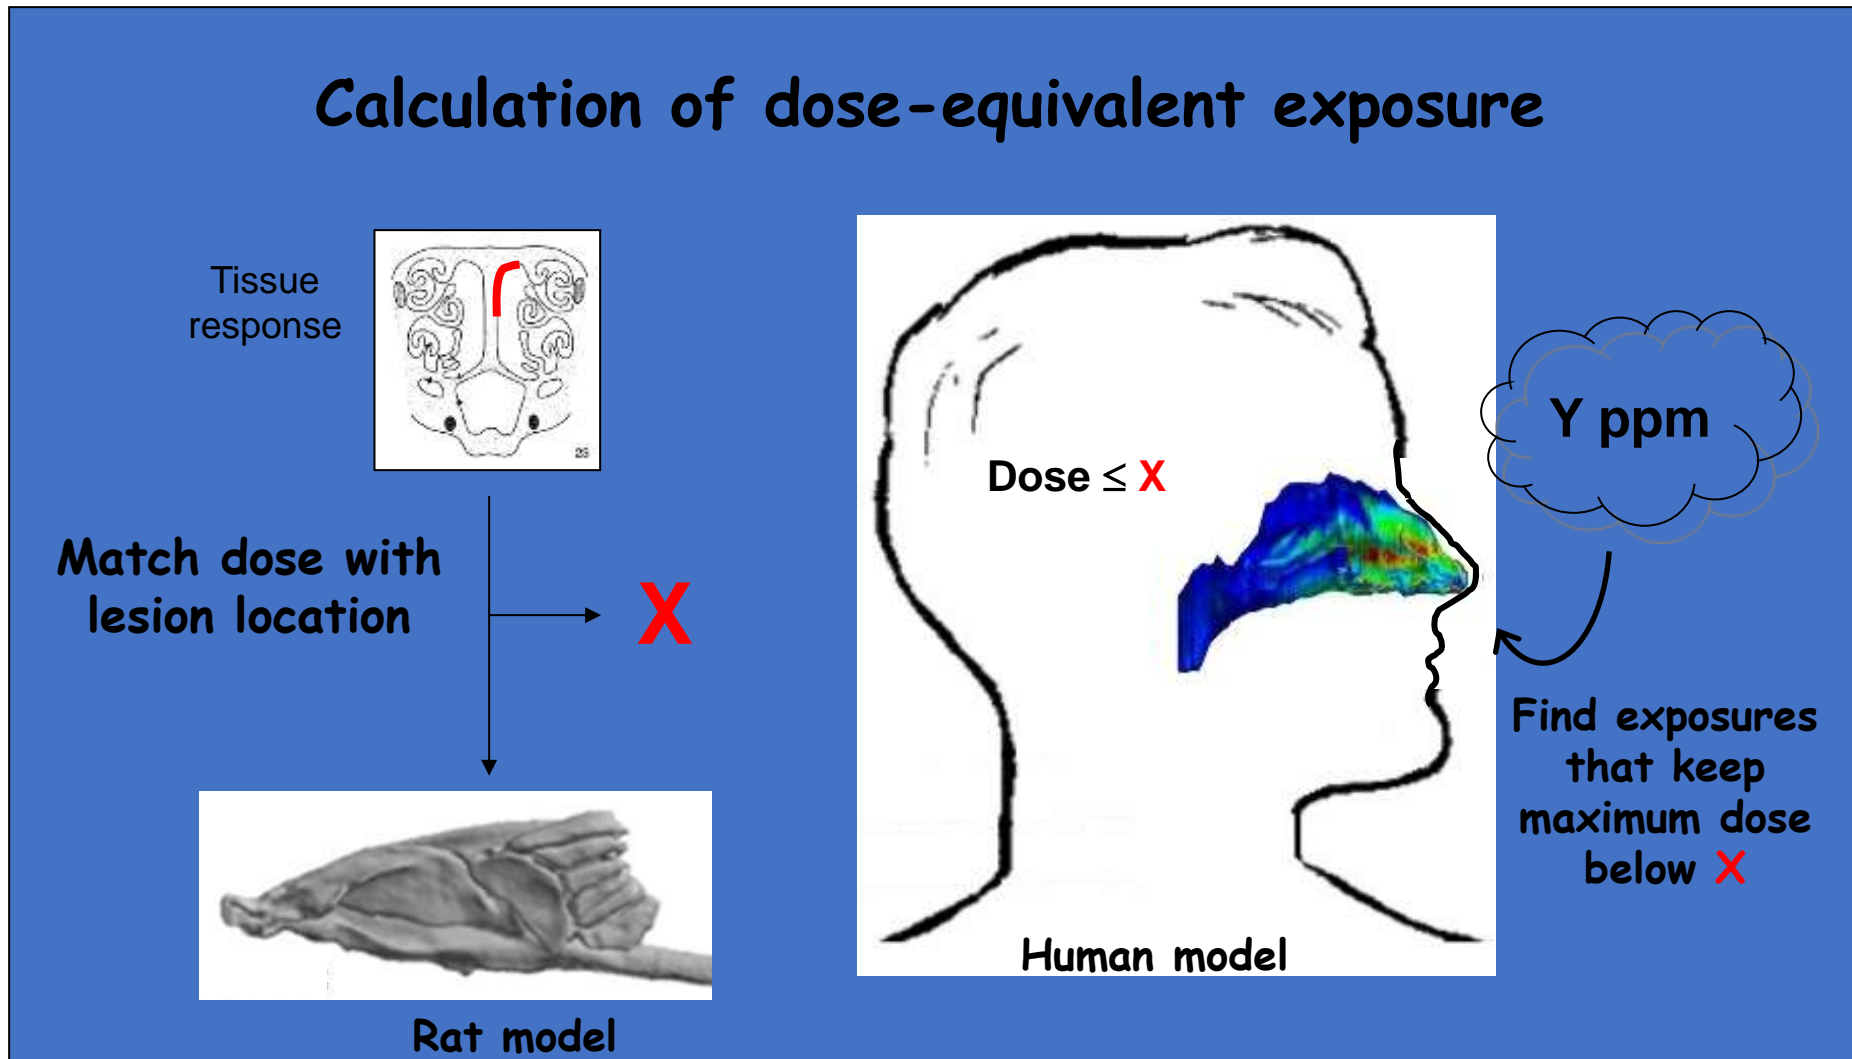 Calculation of dose-equivalent exposure
Tissue
response
Match dose with
lesion location
X
Rat model
Dose ≤ X
Human model
Y ppm
Find exposures
that keep
maximum dose
below X